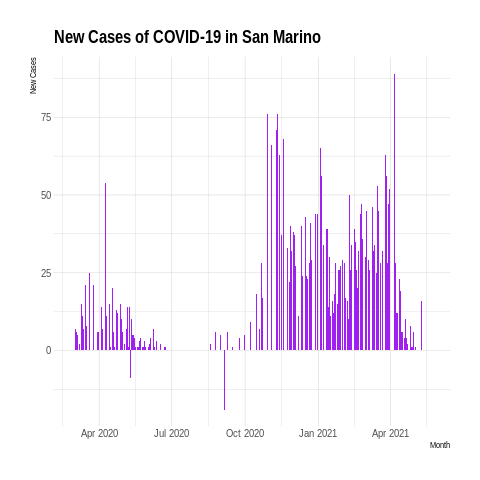 New Cases of COVID-19 in San Marino
New Cases
75
50
25
0
Apr 2020 Jul 2020 Oct 2020 Jan 2021 Apr 2021
Month